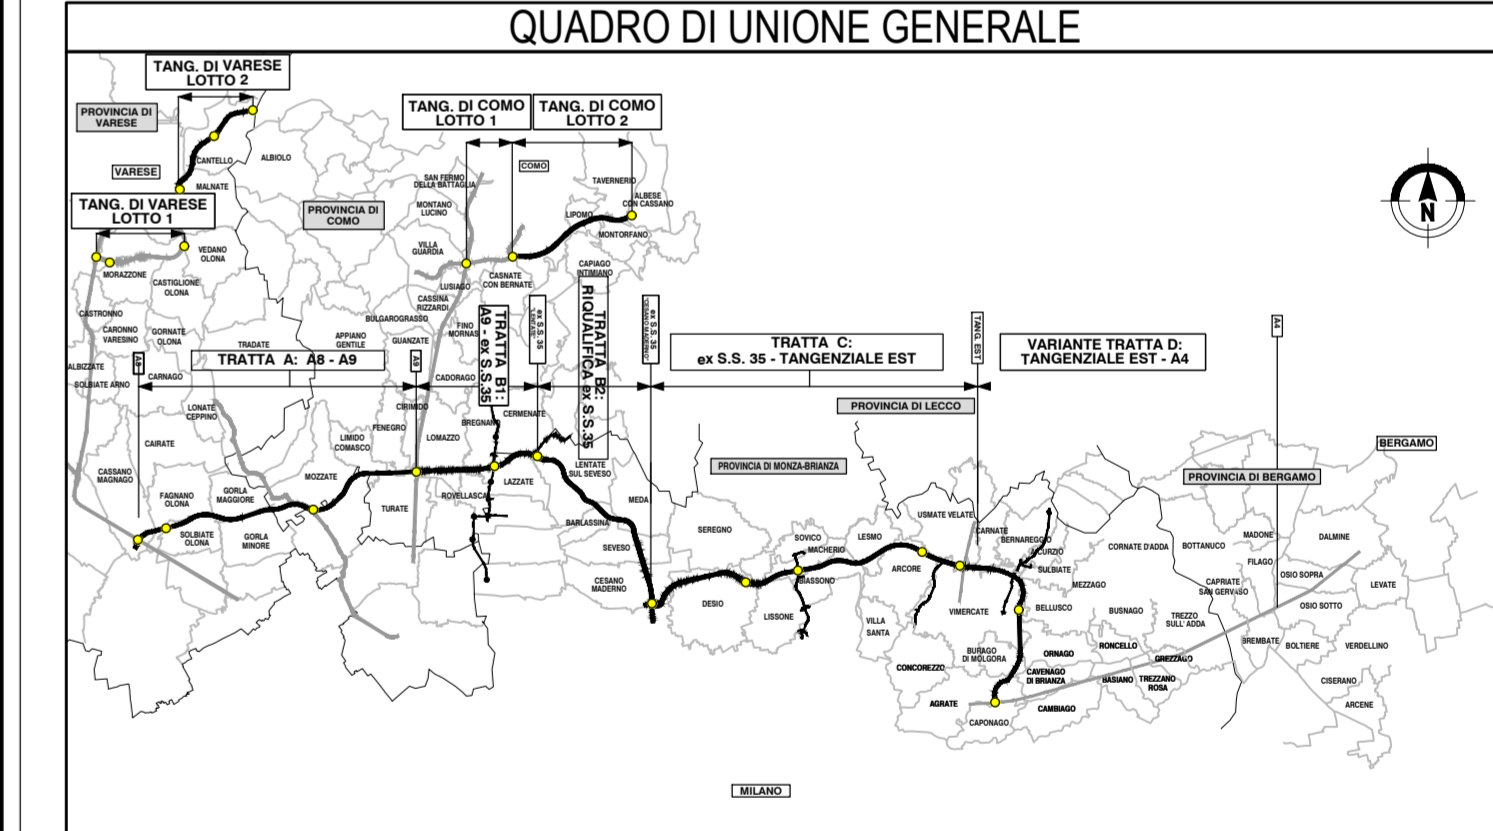 QUADRO DI UNIONE GENERALE
TANG. DI VARESE
LOTTO 2
PROVINCIA DI
VARESE
TANG. DI COMO
LOTTO 1
TANG. DI COMO
LOTTO 2
CANTELLO
ALBIOLO
VARESE
MALNATE
COMO
SAN FERMO
DELLA BATTAGLIA
TAVERNERIO
ALBESE
CON CASSANO
TANG. DI VARESE
LOTTO 1
PROVINCIA DI
COMO
MONTANO
LUCINO
LIPOMO
MONTORFANO
N
VEDANO
OLONA
VILLA
GUARDIA
MORAZZONE
CASTIGLIONE
OLONA
LUSIAGO
CASNATE
CON BERNATE
CAPIAGO
INTIMIANO
CASTRONNO
CASSINA
RIZZARDI
BULGAROGRASSO
FINO
MORNAS
CARONNO
VARESINO
GORNATE
OLONA
TRADATE
APPIANO
GENTILE
GUANZATE
TRATTA B1:
A9 - ex S.S.35
ex S.S. 35
"LENTATE"
TRATTA B2:
RIQUALIFICA ex S.S.35
ex S.S. 35
"CESANO MADERNO"
TRATTA C:
ex S.S. 35 - TANGENZIALE EST
TANG. EST
VARIANTE TRATTA D:
TANGENZIALE EST - A4
A4
ALBIZZATE
A8
TRATTA A: A8 - A9
A9
SOLBIATE ARNO
CARNAGO
CADORAGO
LONATE
CEPPINO
CIRIMIDO
FENEGRO
BREGNANO
CERMENATE
PROVINCIA DI LECCO
CAIRATE
LIMIDO
COMASCO
LOMAZZO
BERGAMO
CASSANO
MAGNAGO
MOZZATE
LAZZATE
LENTATE
SUL SEVESO
PROVINCIA DI MONZA-BRIANZA
PROVINCIA DI BERGAMO
FAGNANO
OLONA
GORLA
MAGGIORE
TURATE
ROVELLASCA
MEDA
BARLASSINA
SEREGNO
USMATE VELATE
CARNATE
BERNAREGGIO
SOLBIATE
OLONA
GORLA
MINORE
SEVESO
SOVICO
MACHERIO
LESMO
AICURZIO
CORNATE D'ADDA
BOTTANUCO
MADONE
DALMINE
CESANO
MADERNO
BIASSONO
ARCORE
SULBIATE
MEZZAGO
FILAGO
OSIO SOPRA
CAPRIATE
SAN GERVASO
LEVATE
DESIO
LISSONE
VIMERCATE
BELLUSCO
BUSNAGO
TREZZO
SULL' ADDA
OSIO SOTTO
VILLA
SANTA
BURAGO
DI MOLGORA
ORNAGO
RONCELLO
GREZZAGO
BREMBATE
BOLTIERE
VERDELLINO
CONCOREZZO
CAVENAGO
DI BRIANZA
BASIANO
TREZZANO
ROSA
CISERANO
AGRATE
CAPONAGO
CAMBIAGO
ARCENE
MILANO